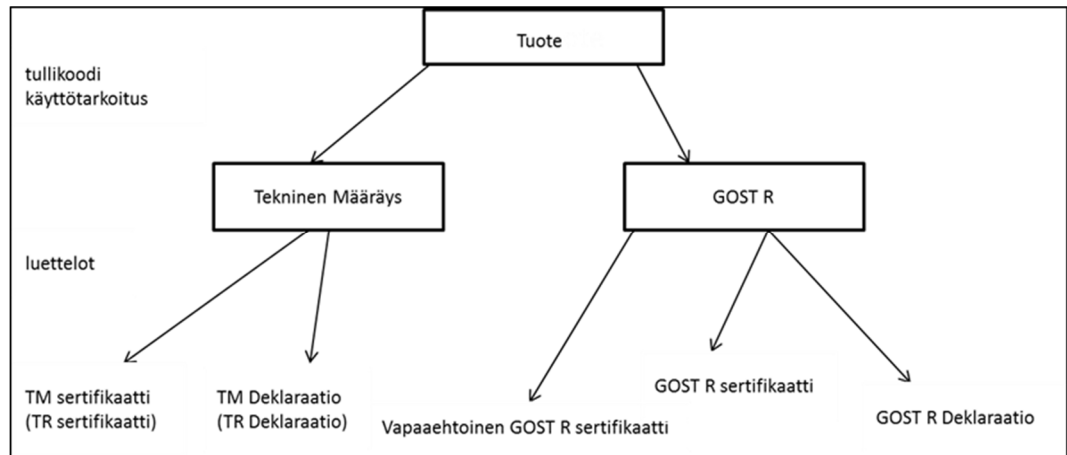 Tuote
tullikoodi
käyttötarkoitus
Tekninen Määräys
GOST R
luettelot
TM sertifikaatti
(TR sertifikaatti)
TM Deklaraatio
(TR Deklaraatio)
Vapaaehtoinen GOST R sertifikaatti
GOST R sertifikaatti
GOST R Deklaraatio